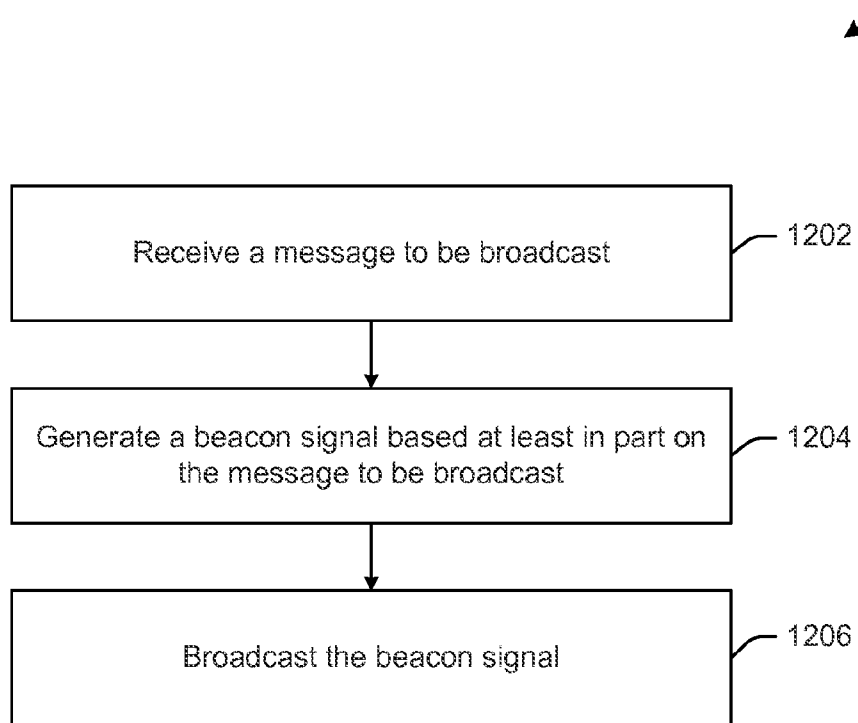 Receive a message to be broadcast
1202
Generate a beacon signal based at least in part on
the message to be broadcast
1204
Broadcast the beacon signal
1206